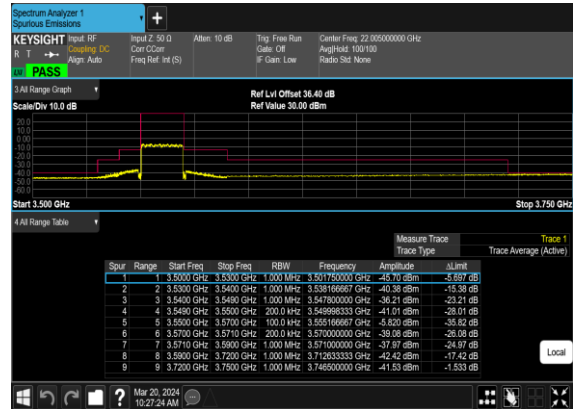 Spectrum Analyzer 1
Spurious Emissions
+
KEYSIGHT Input: RF Input Z: 50 Ω Atten: 10 dB Trig: Free Run Center Freq: 22.005000000 GHz
R T Coupling: DC Corr CCorr Gate: Off Avg|Hold: 100/100
Align: Auto Freq Ref: Int (S) IF Gain: Low Radio Std: None
PASS
3 All Range Graph
Scale/Div 10.0 dB
Ref Lvl Offset 36.40 dB
Ref Value 30.00 dBm
20.0
10.0
0.00
-10.0
-20.0
-30.0
-40.0
-50.0
-60.0
Start 3.500 GHz Stop 3.750 GHz
4 All Range Table
Measure Trace Trace 1
Trace Type Trace Average (Active)
Spur Range Start Freq Stop Freq RBW Frequency Amplitude ΔLimit
1 1 3.5000 GHz 3.5300 GHz 1.000 MHz 3.501750000 GHz -45.70 dBm -5.697 dB
2 2 3.5300 GHz 3.5400 GHz 1.000 MHz 3.538166667 GHz -40.38 dBm -15.38 dB
3 3 3.5400 GHz 3.5490 GHz 1.000 MHz 3.547800000 GHz -36.21 dBm -23.21 dB
4 4 3.5490 GHz 3.5500 GHz 200.0 kHz 3.549998333 GHz -41.01 dBm -28.01 dB
5 5 3.5500 GHz 3.5700 GHz 100.0 kHz 3.555166667 GHz -5.820 dBm -35.82 dB
6 6 3.5700 GHz 3.5710 GHz 200.0 kHz 3.570000000 GHz -39.08 dBm -26.08 dB
7 7 3.5710 GHz 3.5900 GHz 1.000 MHz 3.571000000 GHz -37.97 dBm -24.97 dB
8 8 3.5900 GHz 3.7200 GHz 1.000 MHz 3.712633333 GHz -42.42 dBm -17.42 dB
9 9 3.7200 GHz 3.7500 GHz 1.000 MHz 3.746500000 GHz -41.53 dBm -1.533 dB
Local
?
Mar 20, 2024
10:27:24 AM